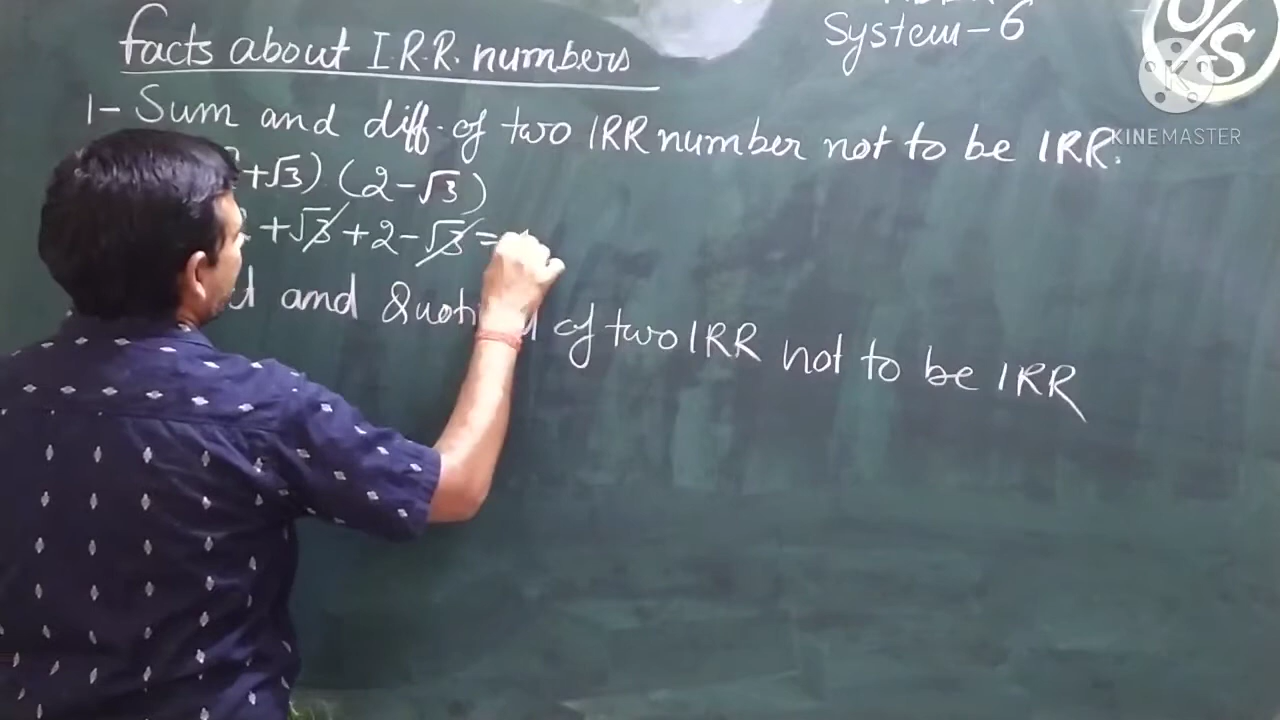 System-6
facts about I.R.R. numbers
1- Sum and diff. of two IRR number not to be IRR.
+√3) (2-√3)
+√3+2-√3=
and of two IRR not to be IRR
%
K
KINEMASTER